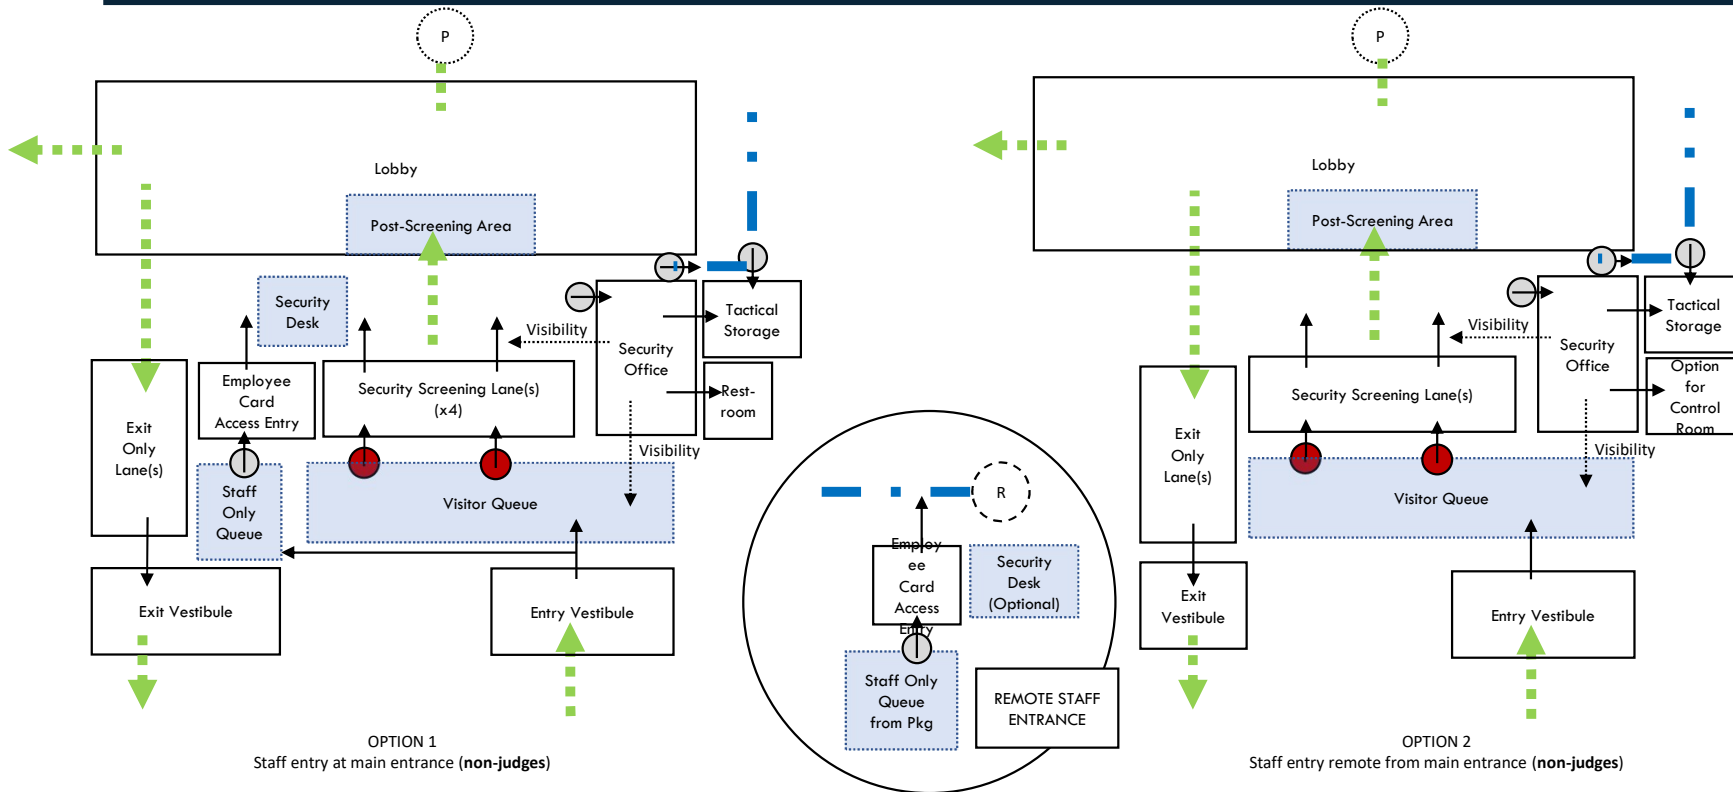 P
Lobby
Post-Screening Area
Security
Desk
Visibility
Tactical
Storage
Security
Office
Employee
Card
Access Entry
Security Screening Lane(s)
(x4)
Rest-
room
Exit
Only
Lane(s)
Visibility
Staff
Only
Queue
Visitor Queue
Exit Vestibule
Entry Vestibule
OPTION 1
Staff entry at main entrance (non-judges)
R
Employ
ee
Card
Access
Entry
Security
Desk
(Optional)
Staff Only
Queue
from Pkg
REMOTE STAFF
ENTRANCE
P
Lobby
Post-Screening Area
Visibility
Tactical
Storage
Security
Office
Security Screening Lane(s)
Option
for
Control
Room
Exit
Only
Lane(s)
Visibility
Visitor Queue
Exit
Vestibule
Entry Vestibule
OPTION 2
Staff entry remote from main entrance (non-judges)